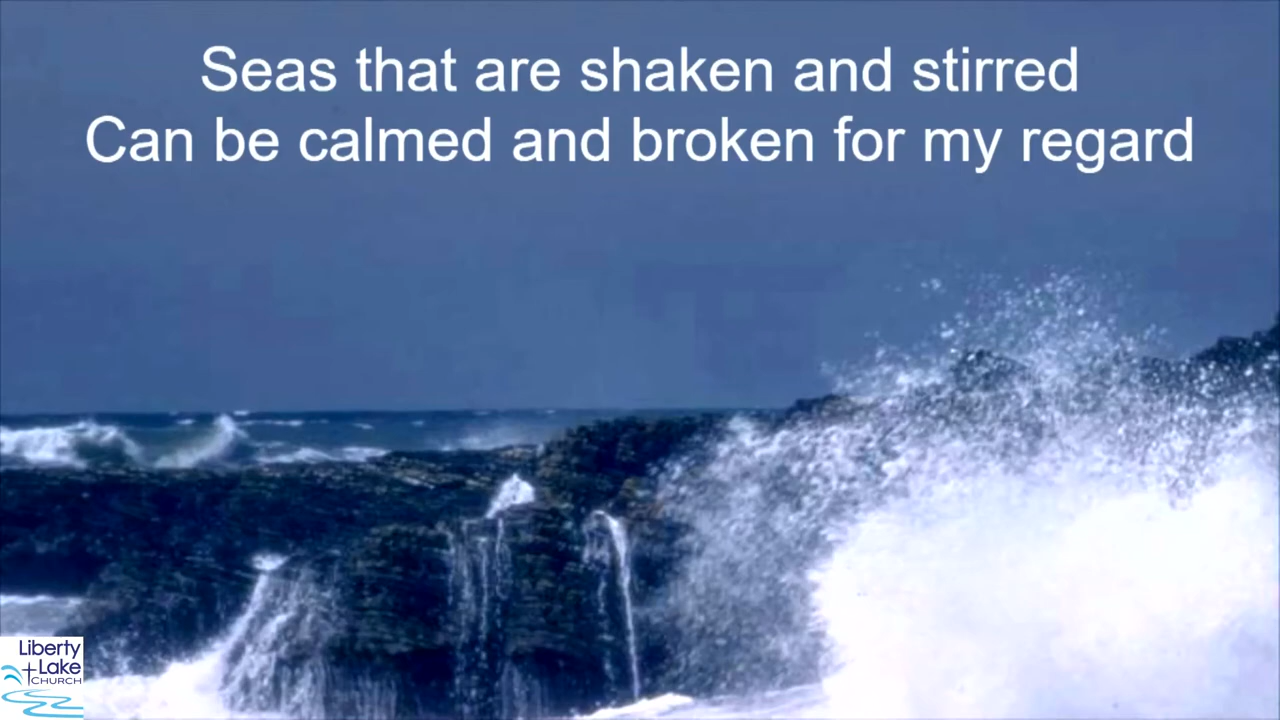 Seas that are shaken and stirred
Can be calmed and broken for my regard
Liberty
Lake
CHURCH